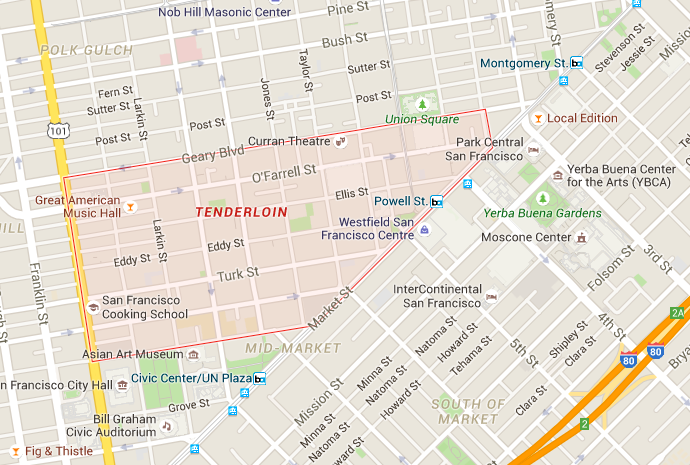 Nob Hill Masonic Center
Pine St
Bush St
POLK GULCH
Taylor St
Sutter St
Jones St
Post St
Fern St
Sutter St
Larkin St
Post St
101
Geary Blvd
Curran Theatre
Union Square
O'Farrell St
Ellis St
Great American
Music Hall
TENDERLOIN
Larkin St
Eddy St
Eddy St
Turk St
Franklin St
San Francisco
Cooking School
Asian Art Museum
Market St
MID-MARKET
Civic Center/UN Plaza
San Francisco City Hall
Grove St
Bill Graham
Civic Auditorium
Fig & Thistle
Mission St
Minna St
Natoma St
Minna St
Natoma St
Howard St
Natoma St
Howard St
Tehama St
SOUTH OF
MARKET
Clara St
Shipley St
Clara St
5th St
4th St
3rd St
Folsom St
80
80
2A
2
InterContinental
San Francisco
Moscone Center
Yerba Buena Gardens
Yerba Buena Center
for the Arts (YBCA)
Westfield San
Francisco Centre
Powell St.
Park Central
San Francisco
Local Edition
Montgomery St.
Mission
Stevenson St
Jessie St